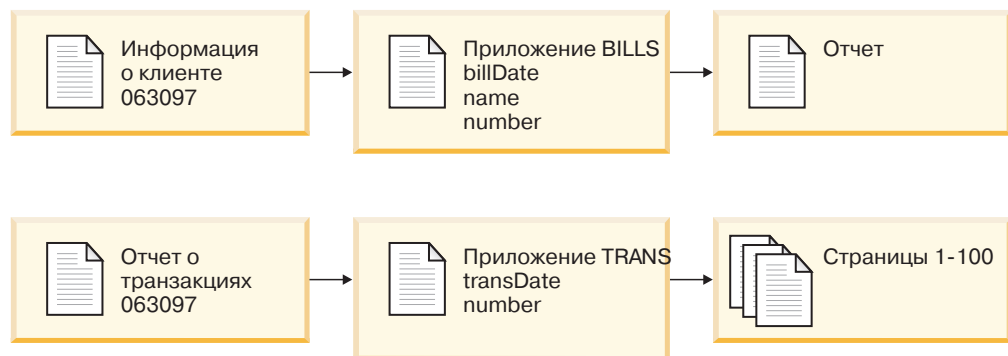 Информация
о клиенте
063097
Приложение BILLS
billDate
name
number
Отчет
Отчет о
транзакциях
063097
Приложение TRANS
transDate
number
Страницы 1-100